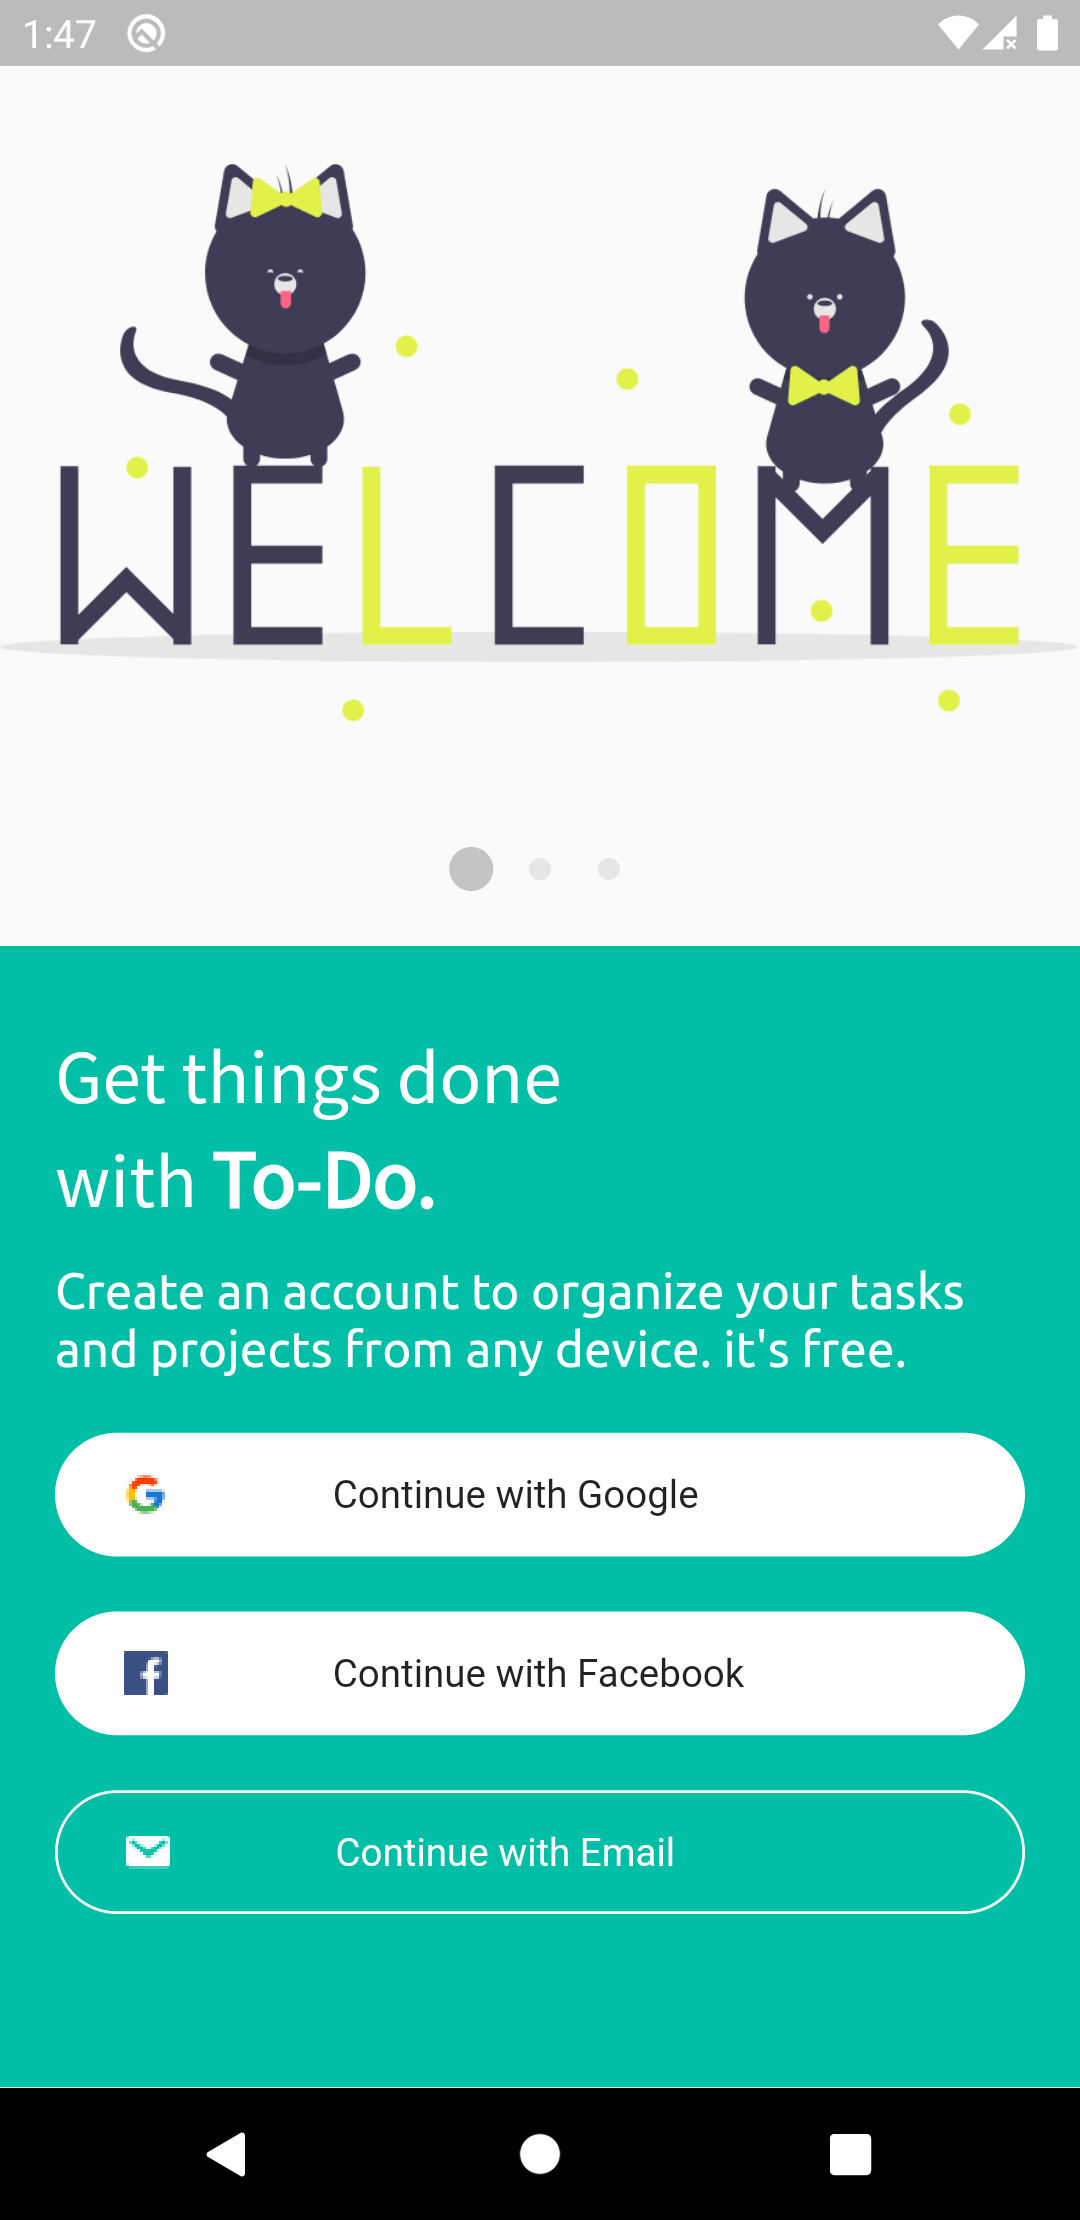 1:47
WELCOME
Get things done
with To-Do.
Create an account to organize your tasks
and projects from any device. it's free.
Continue with Google
Continue with Facebook
Continue with Email